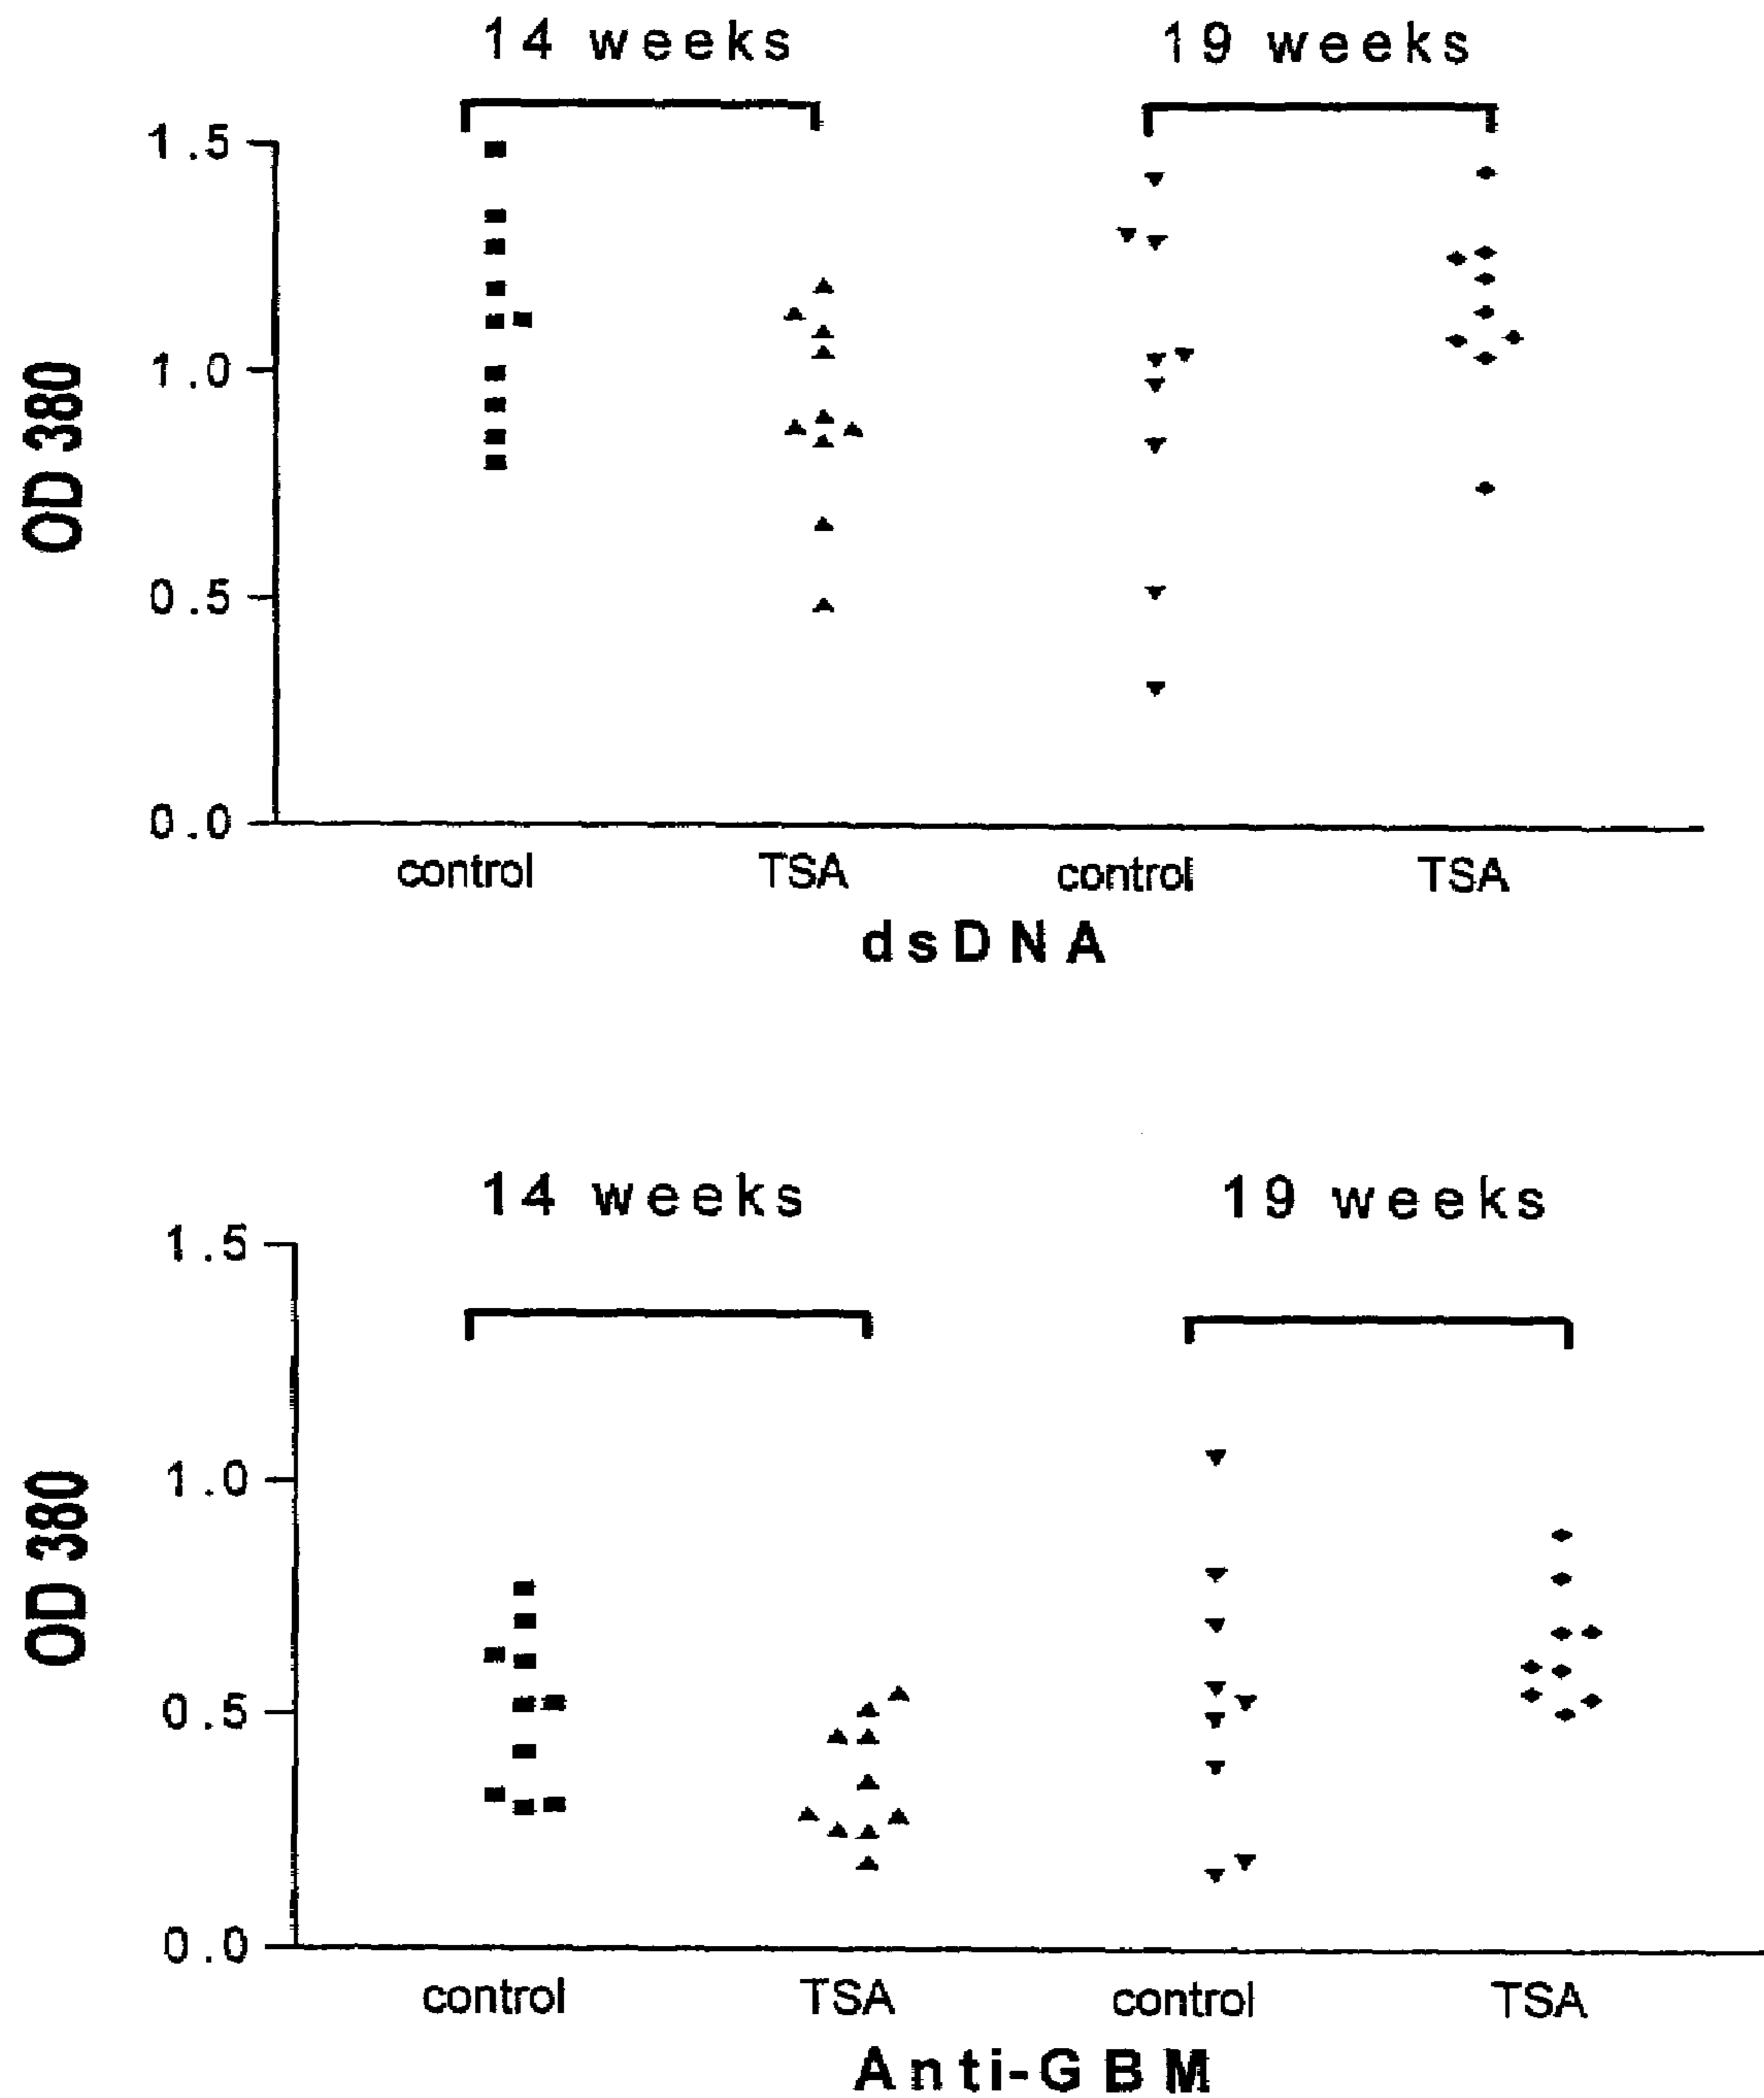 14 weeks 19 weeks
1.5
1.0
0.5
0.0
OD 380
control TSA control TSA
dsDNA
14 weeks 19 weeks
1.5
1.0
0.5
0.0
OD 380
control TSA control TSA
Anti-GBM